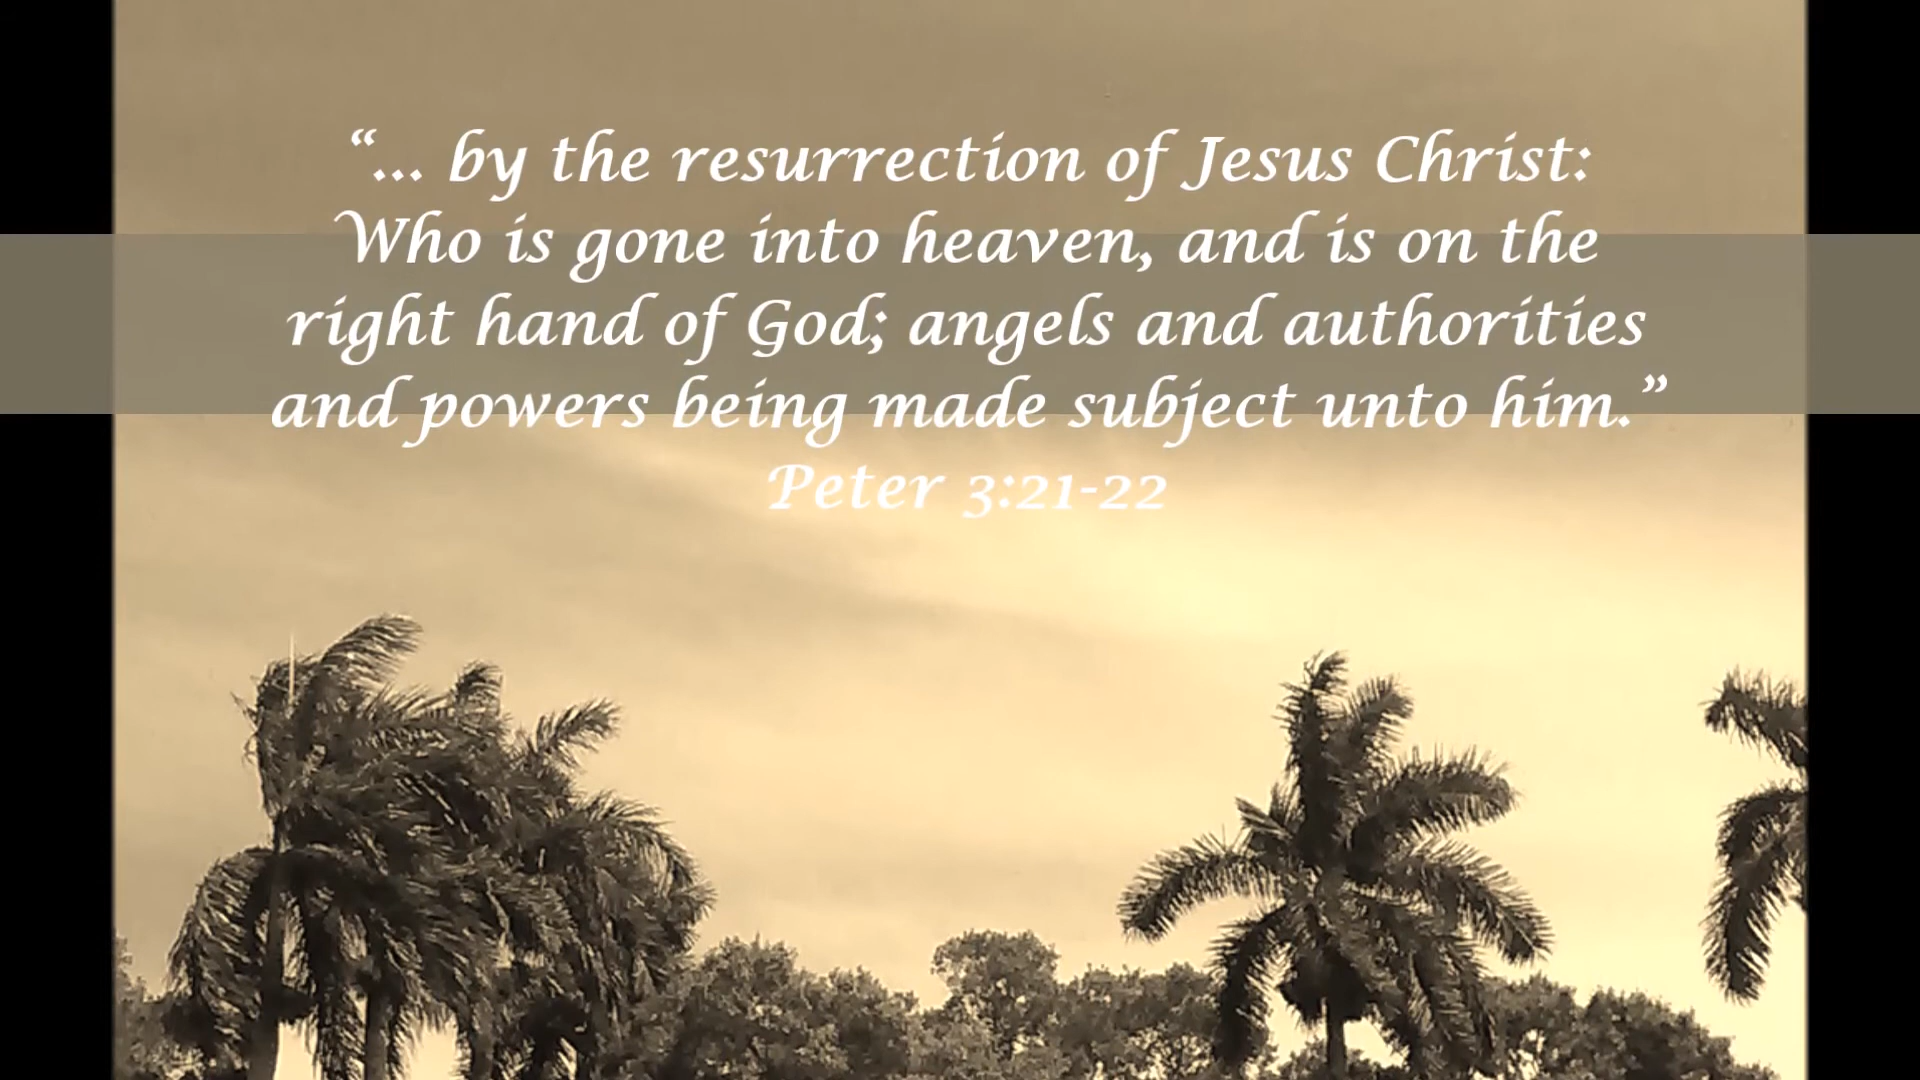 “... by the resurrection of Jesus Christ:
Who is gone into heaven, and is on the
right hand of God; angels and authorities
and powers being made subject unto him.”
Peter 3:21-22